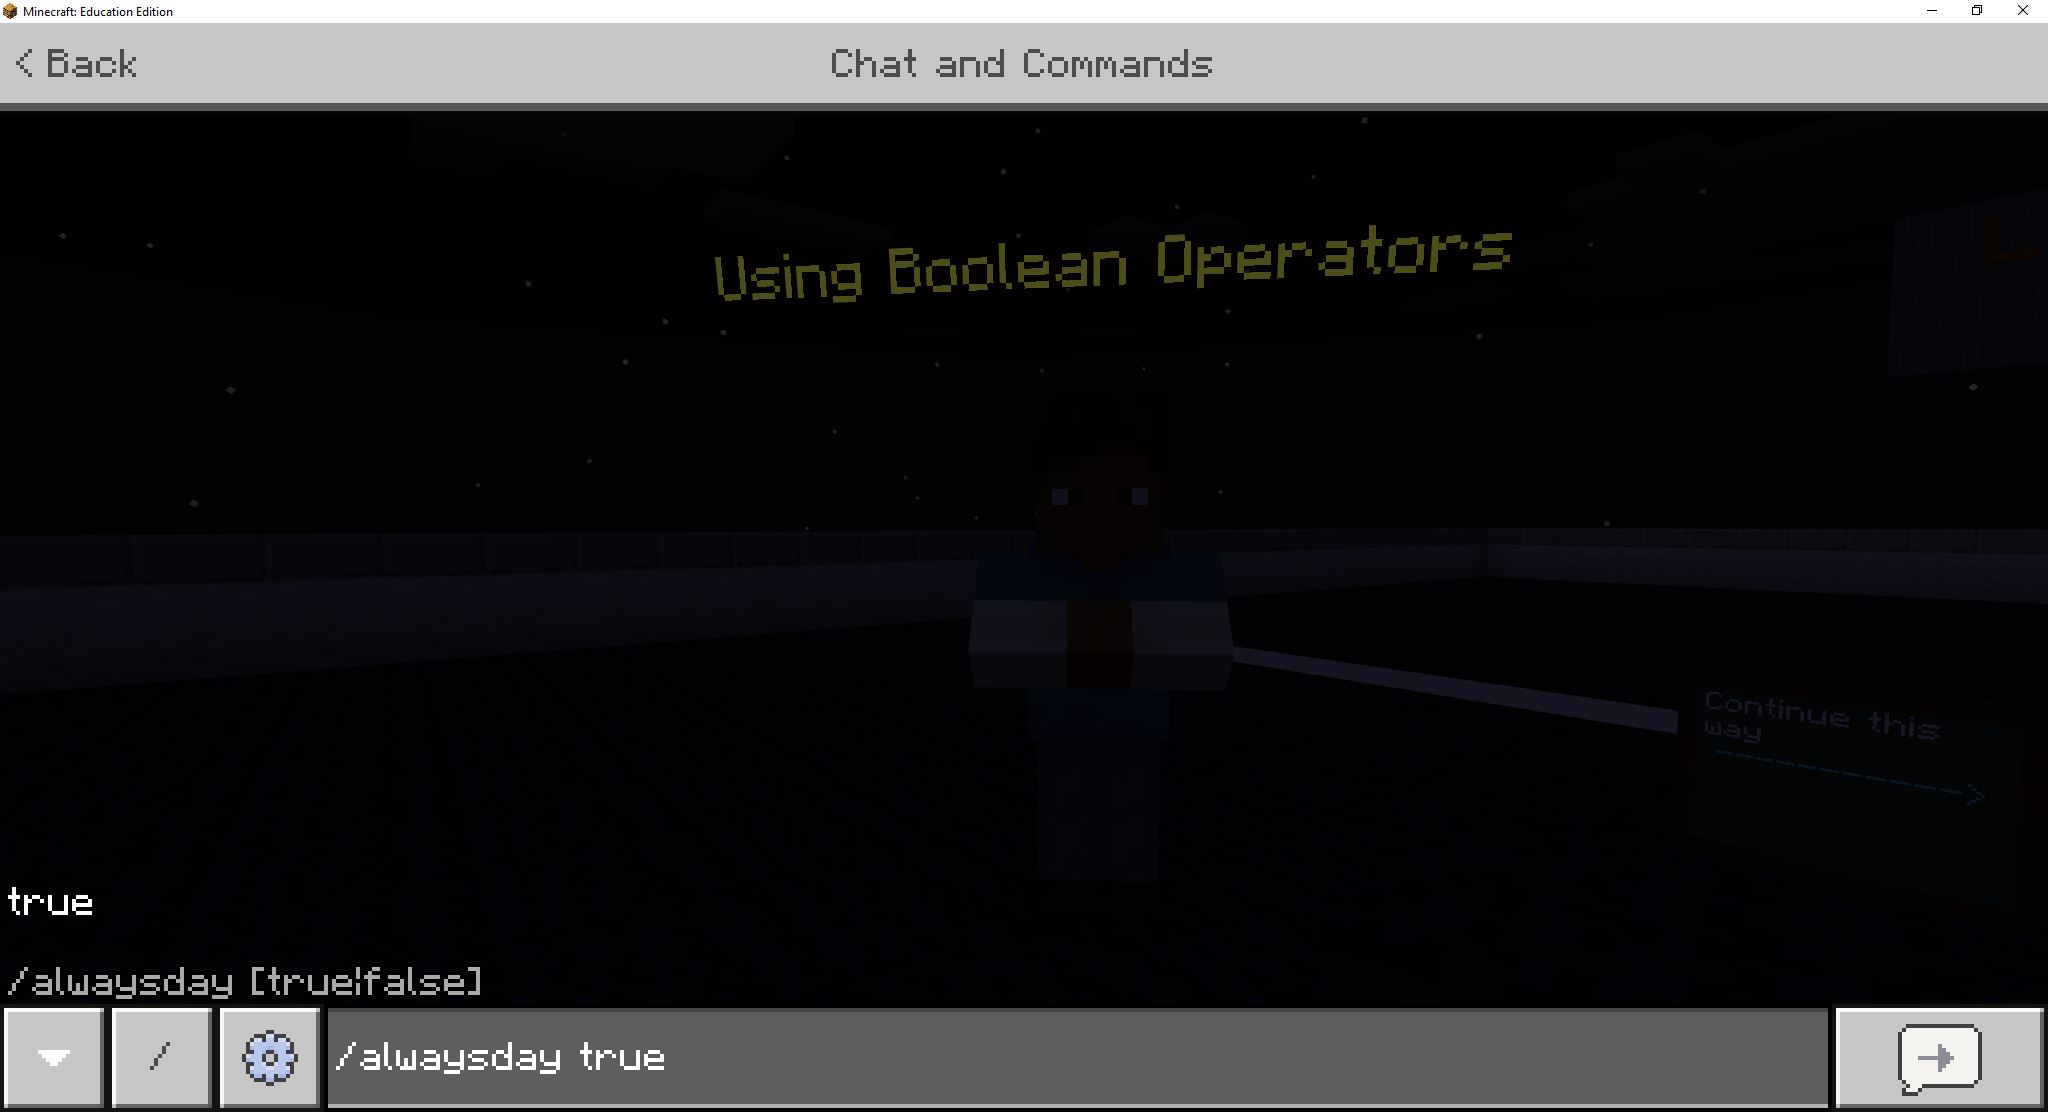 Minecraft: Education Edition
< Back
Chat and Commands
Using Boolean Operators
Continue this
way
true
/alwaysday [true|false]
/
/alwaysday true